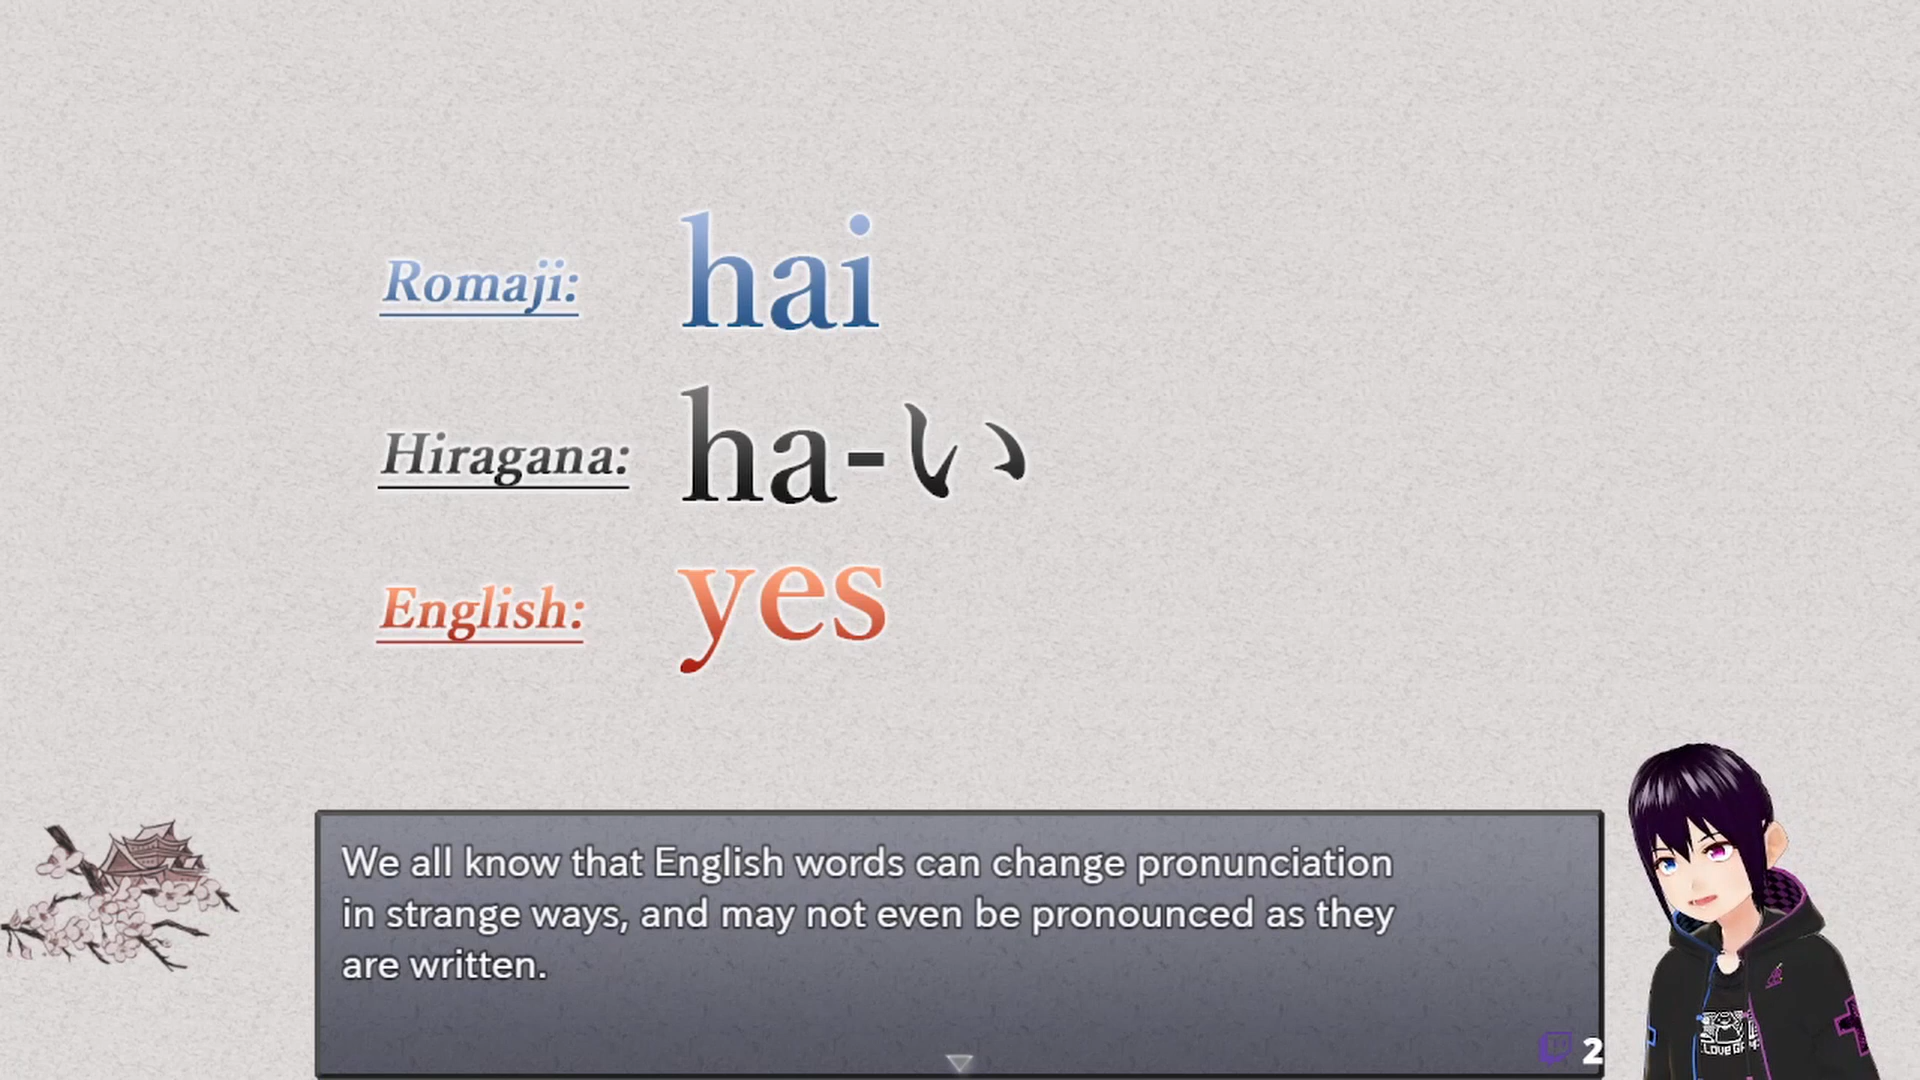 Romaji: hai
Hiragana: ha-い
English: yes
We all know that English words can change pronunciation
in strange ways, and may not even be pronounced as they
are written.
2